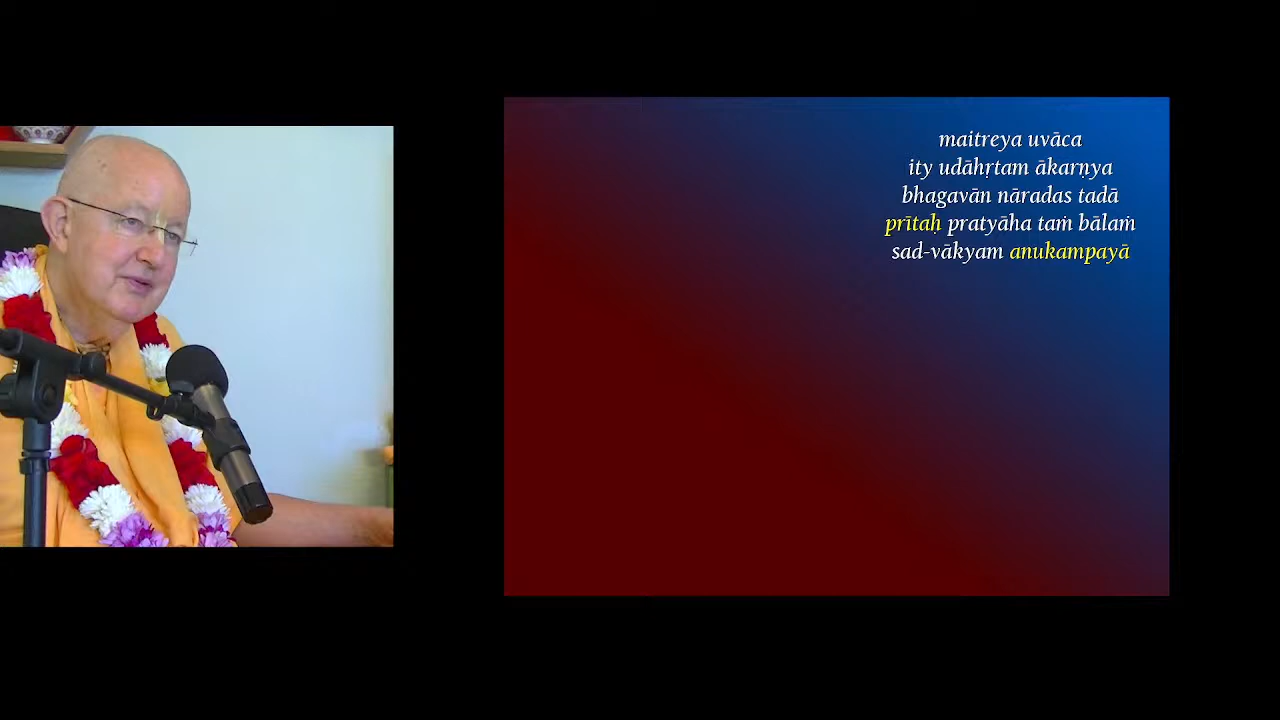 maitreya uvāca
ity udāhṛtam ākarṇya
bhagavān nāradas tadā
prītaḥ pratyāha taṁ bālaṁ
sad-vākyam anukampayā